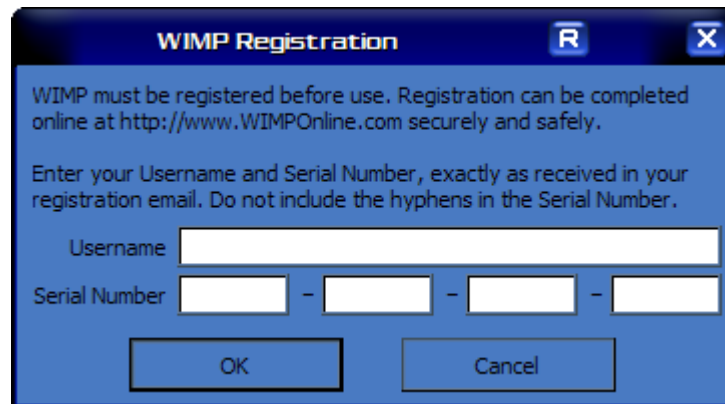 WIMP Registration R X
WIMP must be registered before use. Registration can be completed
online at http://www.WIMPOnline.com securely and safely.
Enter your Username and Serial Number, exactly as received in your
registration email. Do not include the hyphens in the Serial Number.
Username
Serial Number - - -
OK Cancel